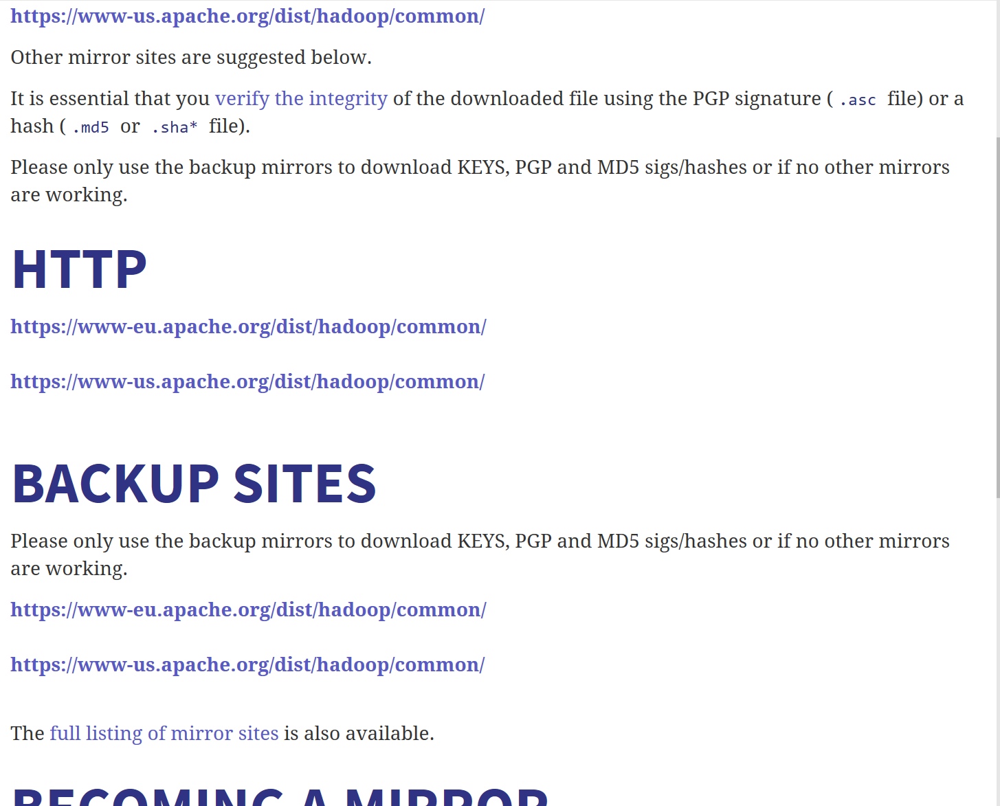 https://www-us.apache.org/dist/hadoop/common/
Other mirror sites are suggested below.
It is essential that you verify the integrity of the downloaded file using the PGP signature ( .asc file) or a
hash ( .md5 or .sha* file).
Please only use the backup mirrors to download KEYS, PGP and MD5 sigs/hashes or if no other mirrors
are working.
HTTP
https://www-eu.apache.org/dist/hadoop/common/
https://www-us.apache.org/dist/hadoop/common/
BACKUP SITES
Please only use the backup mirrors to download KEYS, PGP and MD5 sigs/hashes or if no other mirrors
are working.
https://www-eu.apache.org/dist/hadoop/common/
https://www-us.apache.org/dist/hadoop/common/
The full listing of mirror sites is also available.
BECOMING A MIRROR